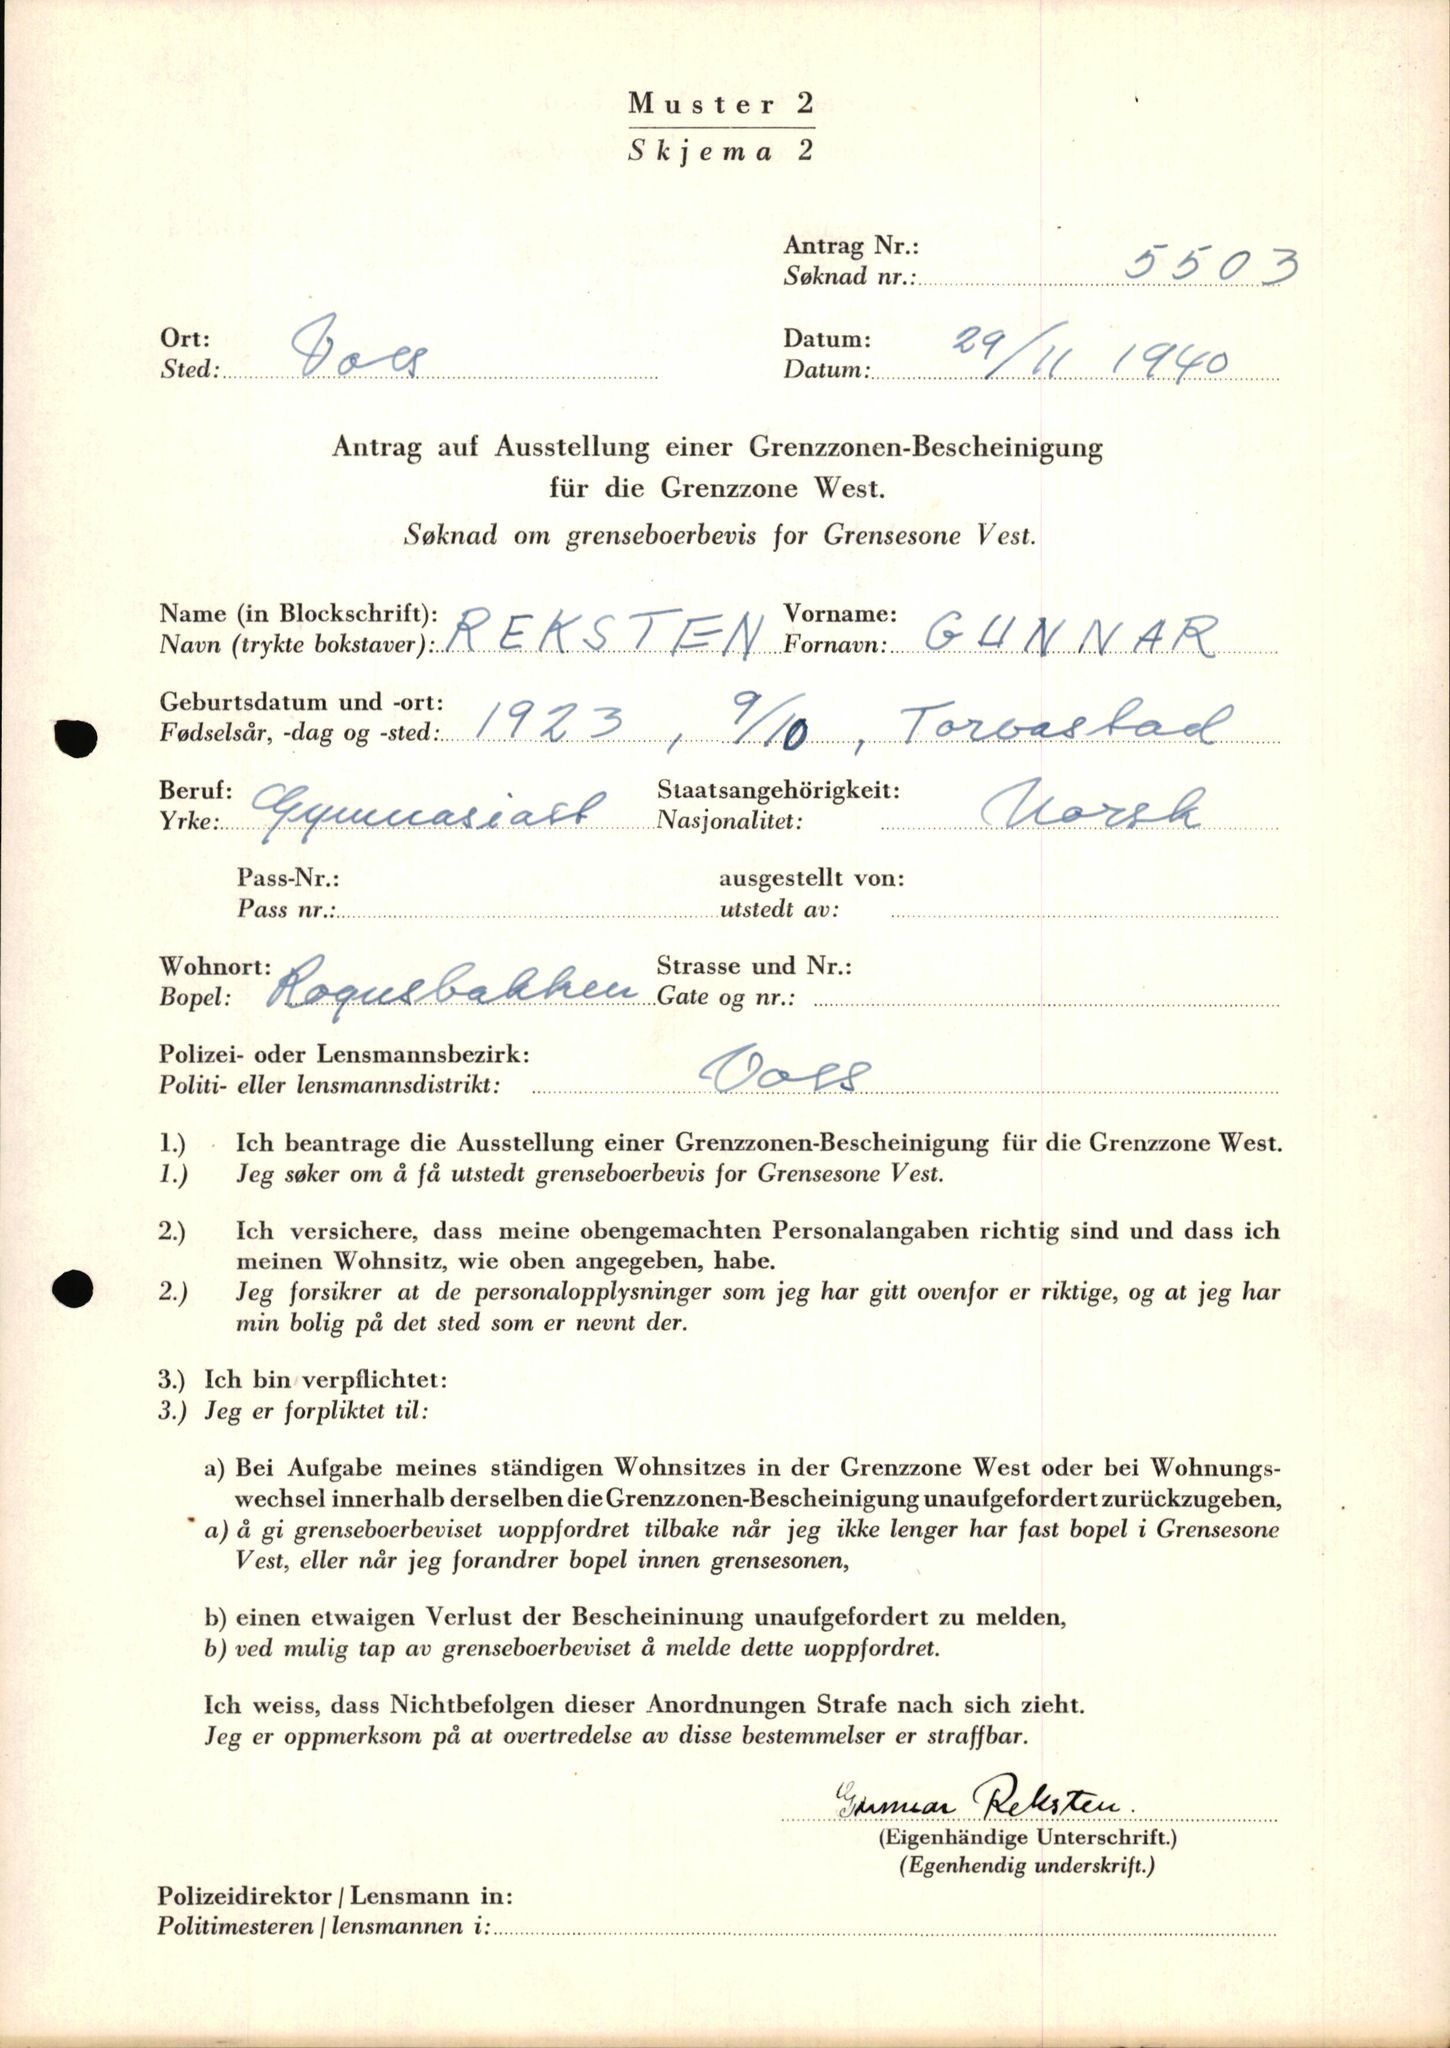 Muster 2
Skjema 2
Antrag Nr.:
Søknad nr.: 5503
Ort:
Sted: Voss
Datum:
Datum: 29/11 1940
Antrag auf Ausstellung einer Grenzzonen-Bescheinigung
für die Grenzzone West.
Søknad om grenseboerbevis for Grensesone Vest.
Name (in Blockschrift): Vorname:
Navn (trykte bokstaver): REKSTEN Fornavn: GUNNAR
Geburtsdatum und -ort:
Fødselsår, -dag og -sted: 1923, 9/10, Torvastad
Beruf: Staatsangehörigkeit:
Yrke: Gymnasiast Nasjonalitet: Norsk
Pass-Nr.: ausgestellt von:
Pass nr.: utstedt av:
Wohnort: Strasse und Nr.:
Bopel: Rognsbakken Gate og nr.:
Polizei- oder Lensmannsbezirk:
Politi- eller lensmannsdistrikt: Voss
1.) Ich beantrage die Ausstellung einer Grenzzonen-Bescheinigung für die Grenzzone West.
1.) Jeg søker om å få utstedt grenseboerbevis for Grensesone Vest.
2.) Ich versichere, dass meine obengemachten Personalangaben richtig sind und dass ich
meinen Wohnsitz, wie oben angegeben, habe.
2.) Jeg forsikrer at de personalopplysninger som jeg har gitt ovenfor er riktige, og at jeg har
min bolig på det sted som er nevnt der.
3.) Ich bin verpflichtet:
3.) Jeg er forpliktet til:
a) Bei Aufgabe meines ständigen Wohnsitzes in der Grenzzone West oder bei Wohnungs-
wechsel innerhalb derselben die Grenzzonen-Bescheinigung unaufgefordert zurückzugeben,
a) å gi grenseboerbeviset uoppfordret tilbake når jeg ikke lenger har fast bopel i Grensesone
Vest, eller når jeg forandrer bopel innen grensesonen,
b) einen etwaigen Verlust der Bescheininung unaufgefordert zu melden,
b) ved mulig tap av grenseboerbeviset å melde dette uoppfordret.
Ich weiss, dass Nichtbefolgen dieser Anordnungen Strafe nach sich zieht.
Jeg er oppmerksom på at overtredelse av disse bestemmelser er straffbar.
Gunnar Reksten.
(Eigenhändige Unterschrift.)
(Egenhendig underskrift.)
Polizeidirektor / Lensmann in:
Politimesteren / lensmannen i: